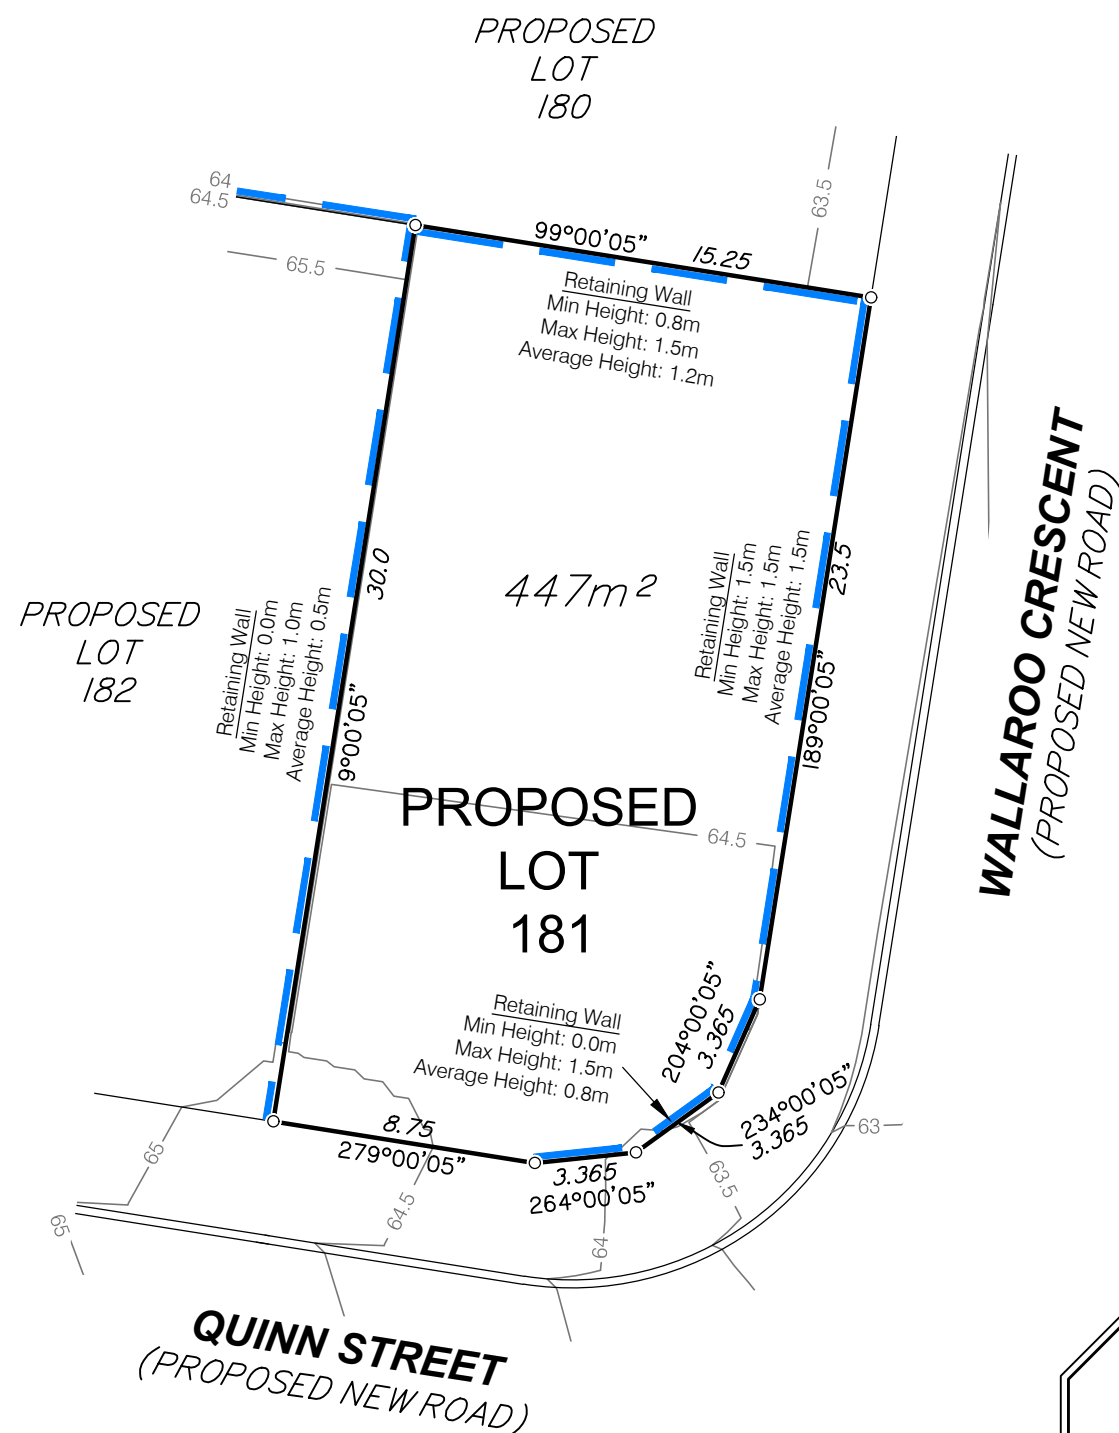 PROPOSED
LOT
180
64
64.5
63.5
99°00'05"
15.25
65.5
Retaining Wall
Min Height: 0.8m
Max Height: 1.5m
Average Height: 1.2m
30.0
9°00'05"
PROPOSED
LOT
182
Retaining Wall
Min Height: 0.0m
Max Height: 1.0m
Average Height: 0.5m
447m²
Retaining Wall
Min Height: 1.5m
Max Height: 1.5m
Average Height: 1.5m
23.5
189°00'05"
WALLAROO CRESCENT
(PROPOSED NEW ROAD)
PROPOSED
LOT
181
64.5
Retaining Wall
Min Height: 0.0m
Max Height: 1.5m
Average Height: 0.8m
204°00'05"
3.365
234°00'05"
3.365
63
8.75
279°00'05"
3.365
264°00'05"
65
65
64.5
64
63.5
QUINN STREET
(PROPOSED NEW ROAD)